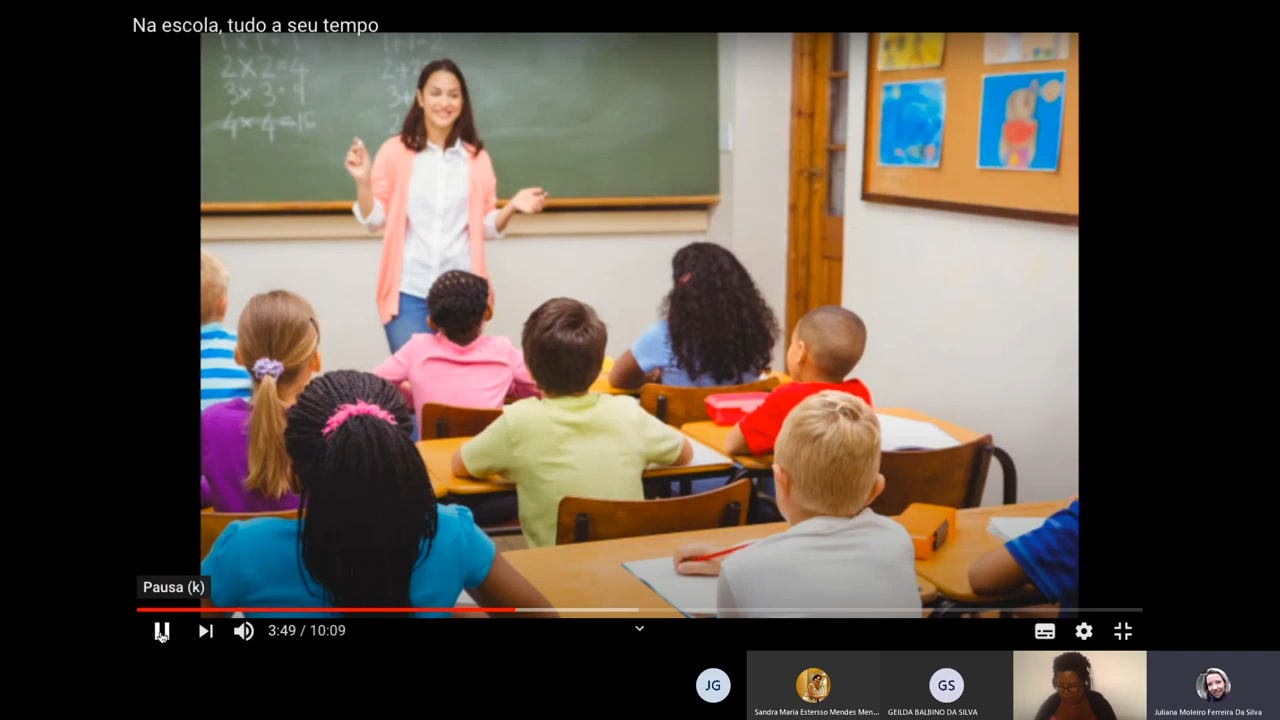 Na escola, tudo a seu tempo
2x2=4
3x3=9
4x4=16
Pausa (k)
3:49 / 10:09
JG
GS
Sandra Maria Estersso Mendes Men...
GEILDA BALBINO DA SILVA
Juliana Moleiro Ferreira Da Silva